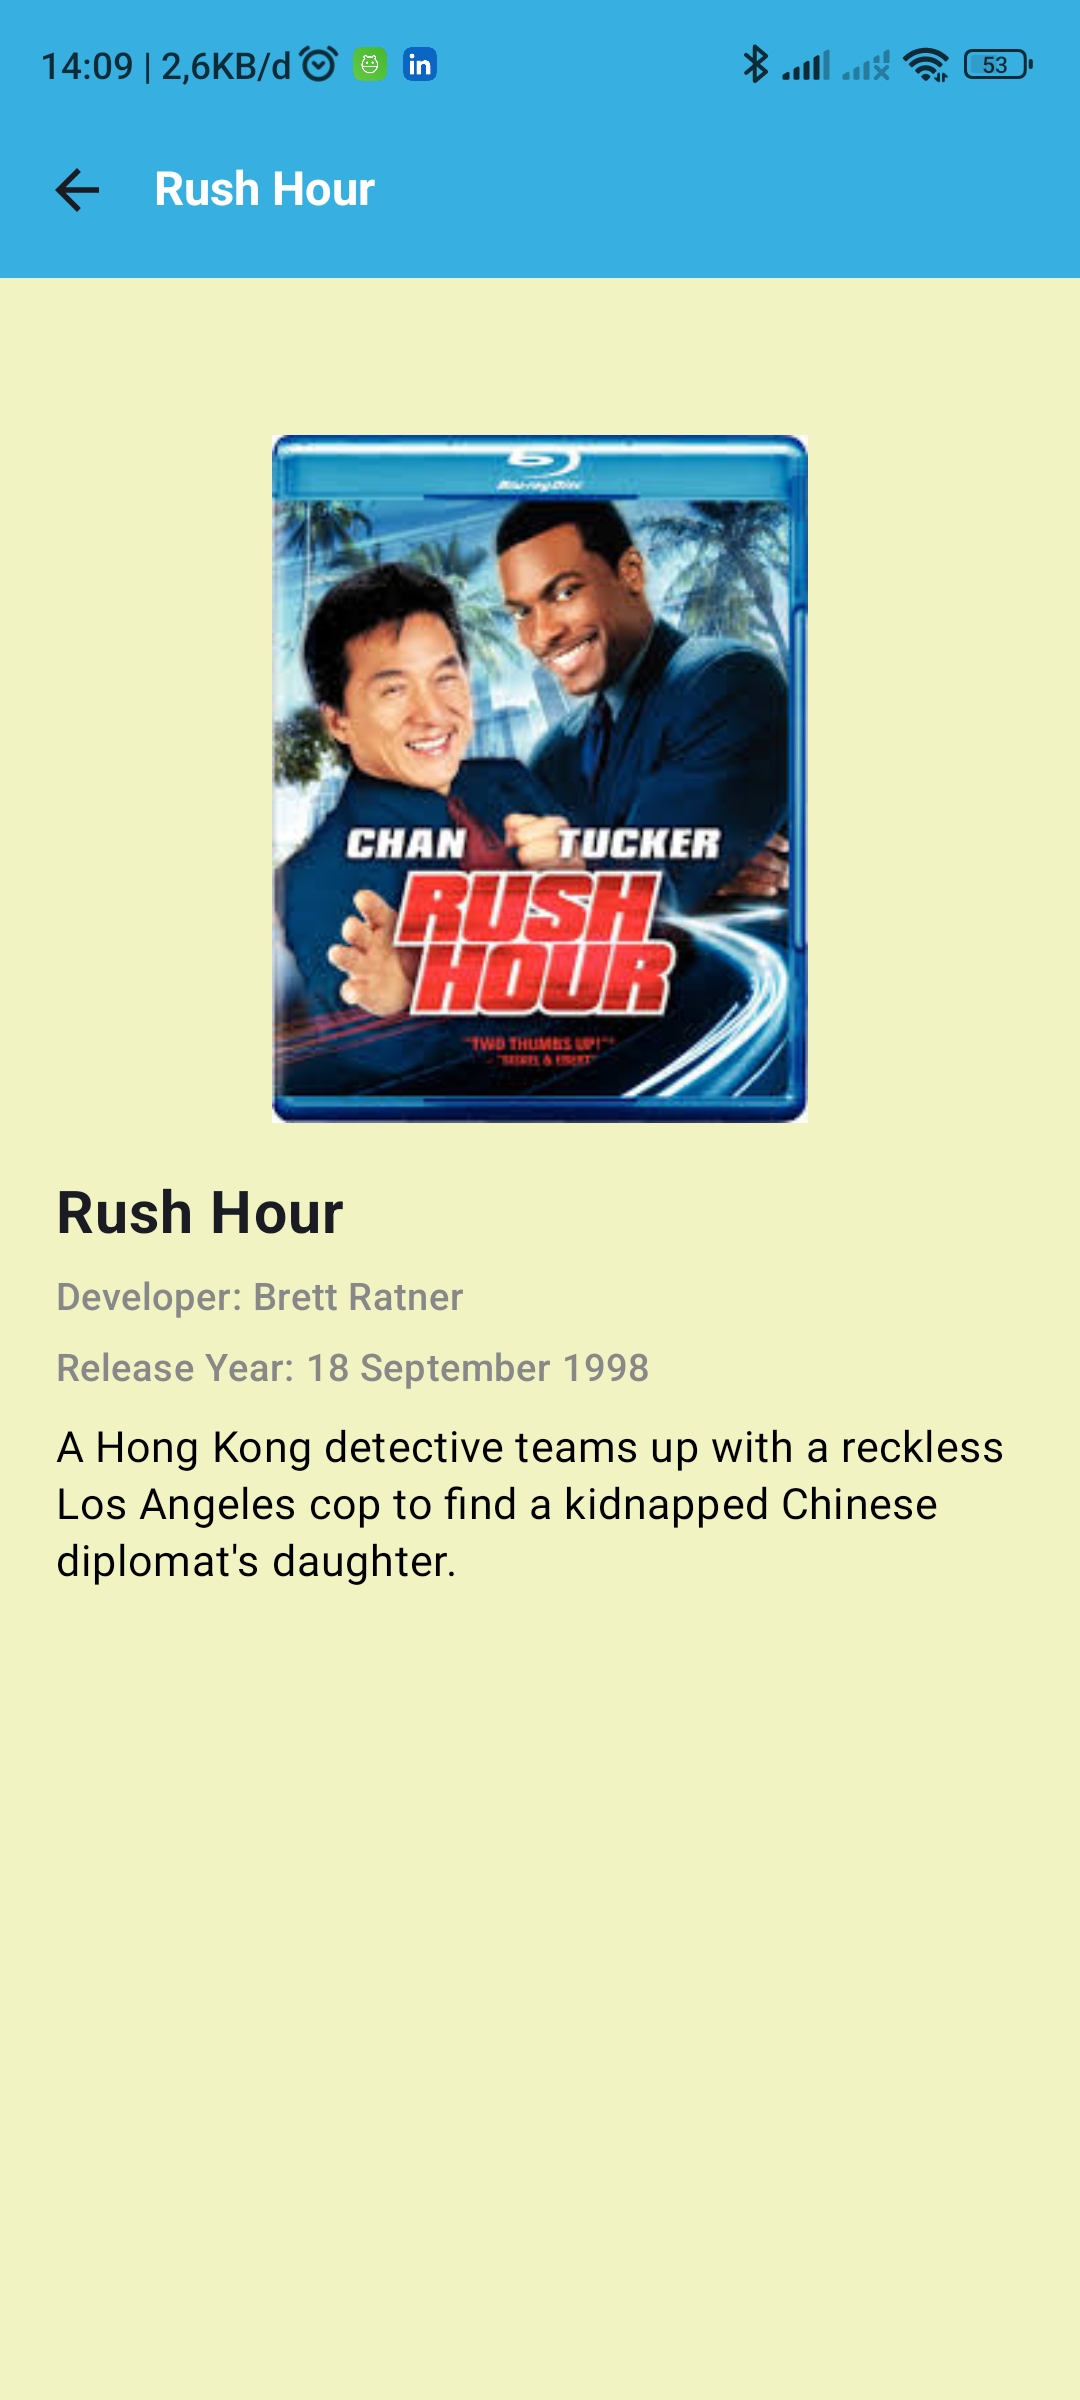 14:09 | 2,6KB/d
in
53
Rush Hour
Blu-ray Disc
CHAN TUCKER
RUSH
HOUR
"TWO THUMBS UP!"
- "SISKEL & EBERT"
Rush Hour
Developer: Brett Ratner
Release Year: 18 September 1998
A Hong Kong detective teams up with a reckless
Los Angeles cop to find a kidnapped Chinese
diplomat's daughter.